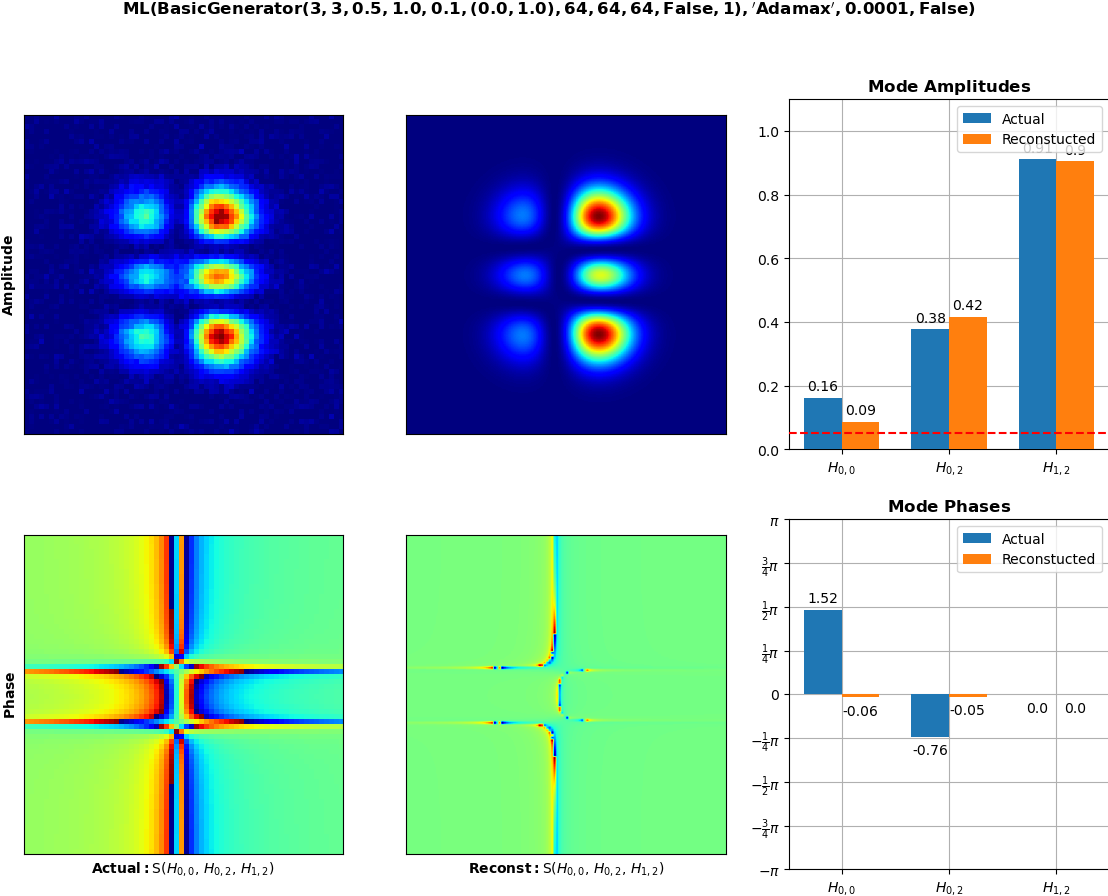 ML(BasicGenerator(3, 3, 0.5, 1.0, 0.1, (0.0, 1.0), 64, 64, 64, False, 1), ′Adamax′, 0.0001, False)
Amplitude
Mode Amplitudes
Actual
Reconstucted
1.0
0.8
0.6
0.4
0.2
0.0
0.16
0.09
0.38
0.42
0.91
0.9
H₀,₀
H₀,₂
H₁,₂
Phase
Actual: S(H₀,₀, H₀,₂, H₁,₂)
Reconst: S(H₀,₀, H₀,₂, H₁,₂)
Mode Phases
Actual
Reconstucted
π
3/4π
1/2π
1/4π
0
−1/4π
−1/2π
−3/4π
−π
1.52
-0.06
-0.76
-0.05
0.0
0.0
H₀,₀
H₀,₂
H₁,₂